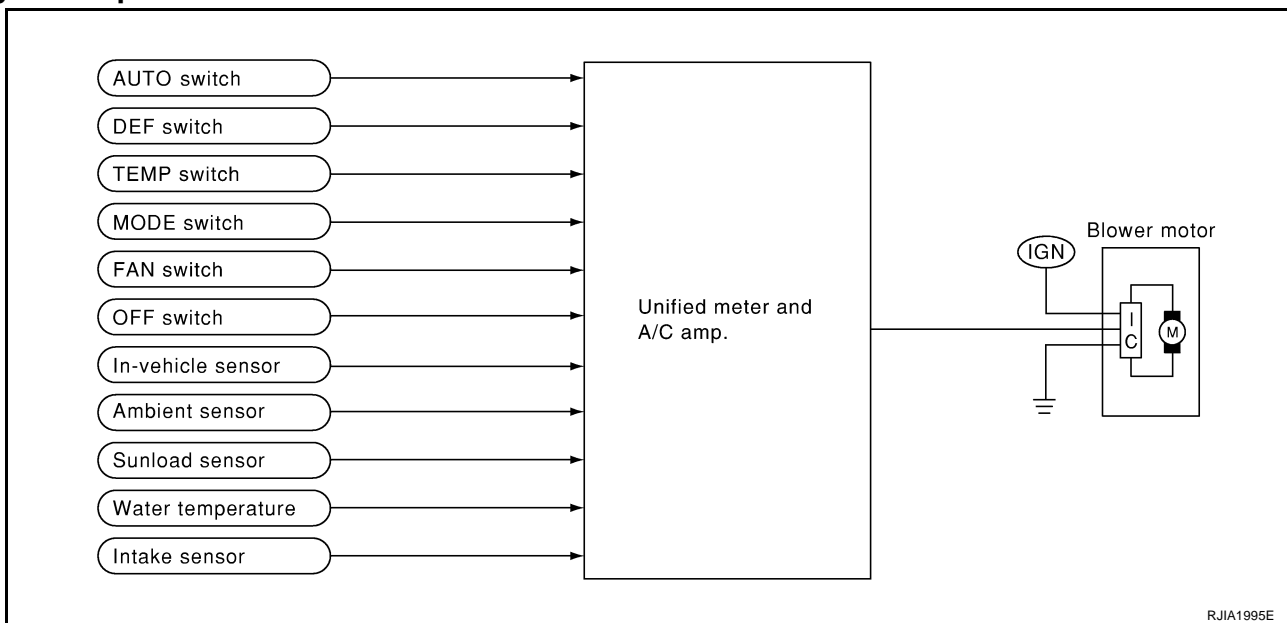 AUTO switch
DEF switch
TEMP switch
MODE switch
FAN switch
OFF switch
In-vehicle sensor
Ambient sensor
Sunload sensor
Water temperature
Intake sensor
Unified meter and
A/C amp.
Blower motor
IGN
I
C
M
RJIA1995E